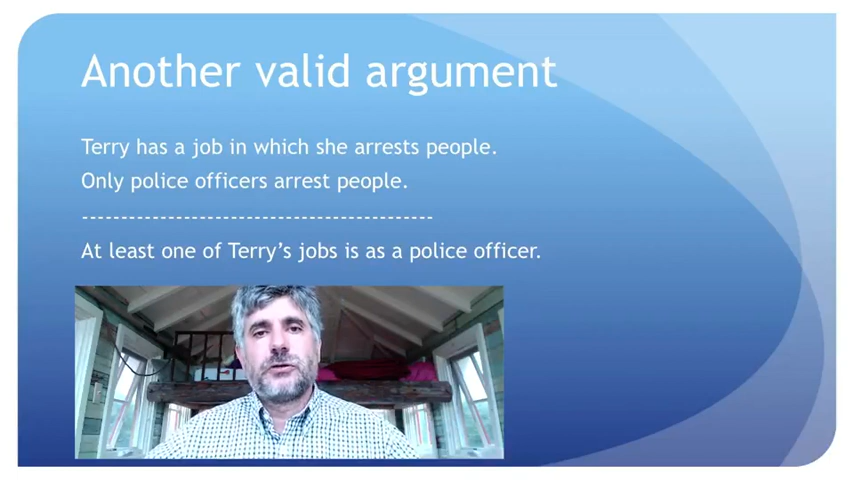 Another valid argument
Terry has a job in which she arrests people.
Only police officers arrest people.
---------------------------------------------
At least one of Terry’s jobs is as a police officer.